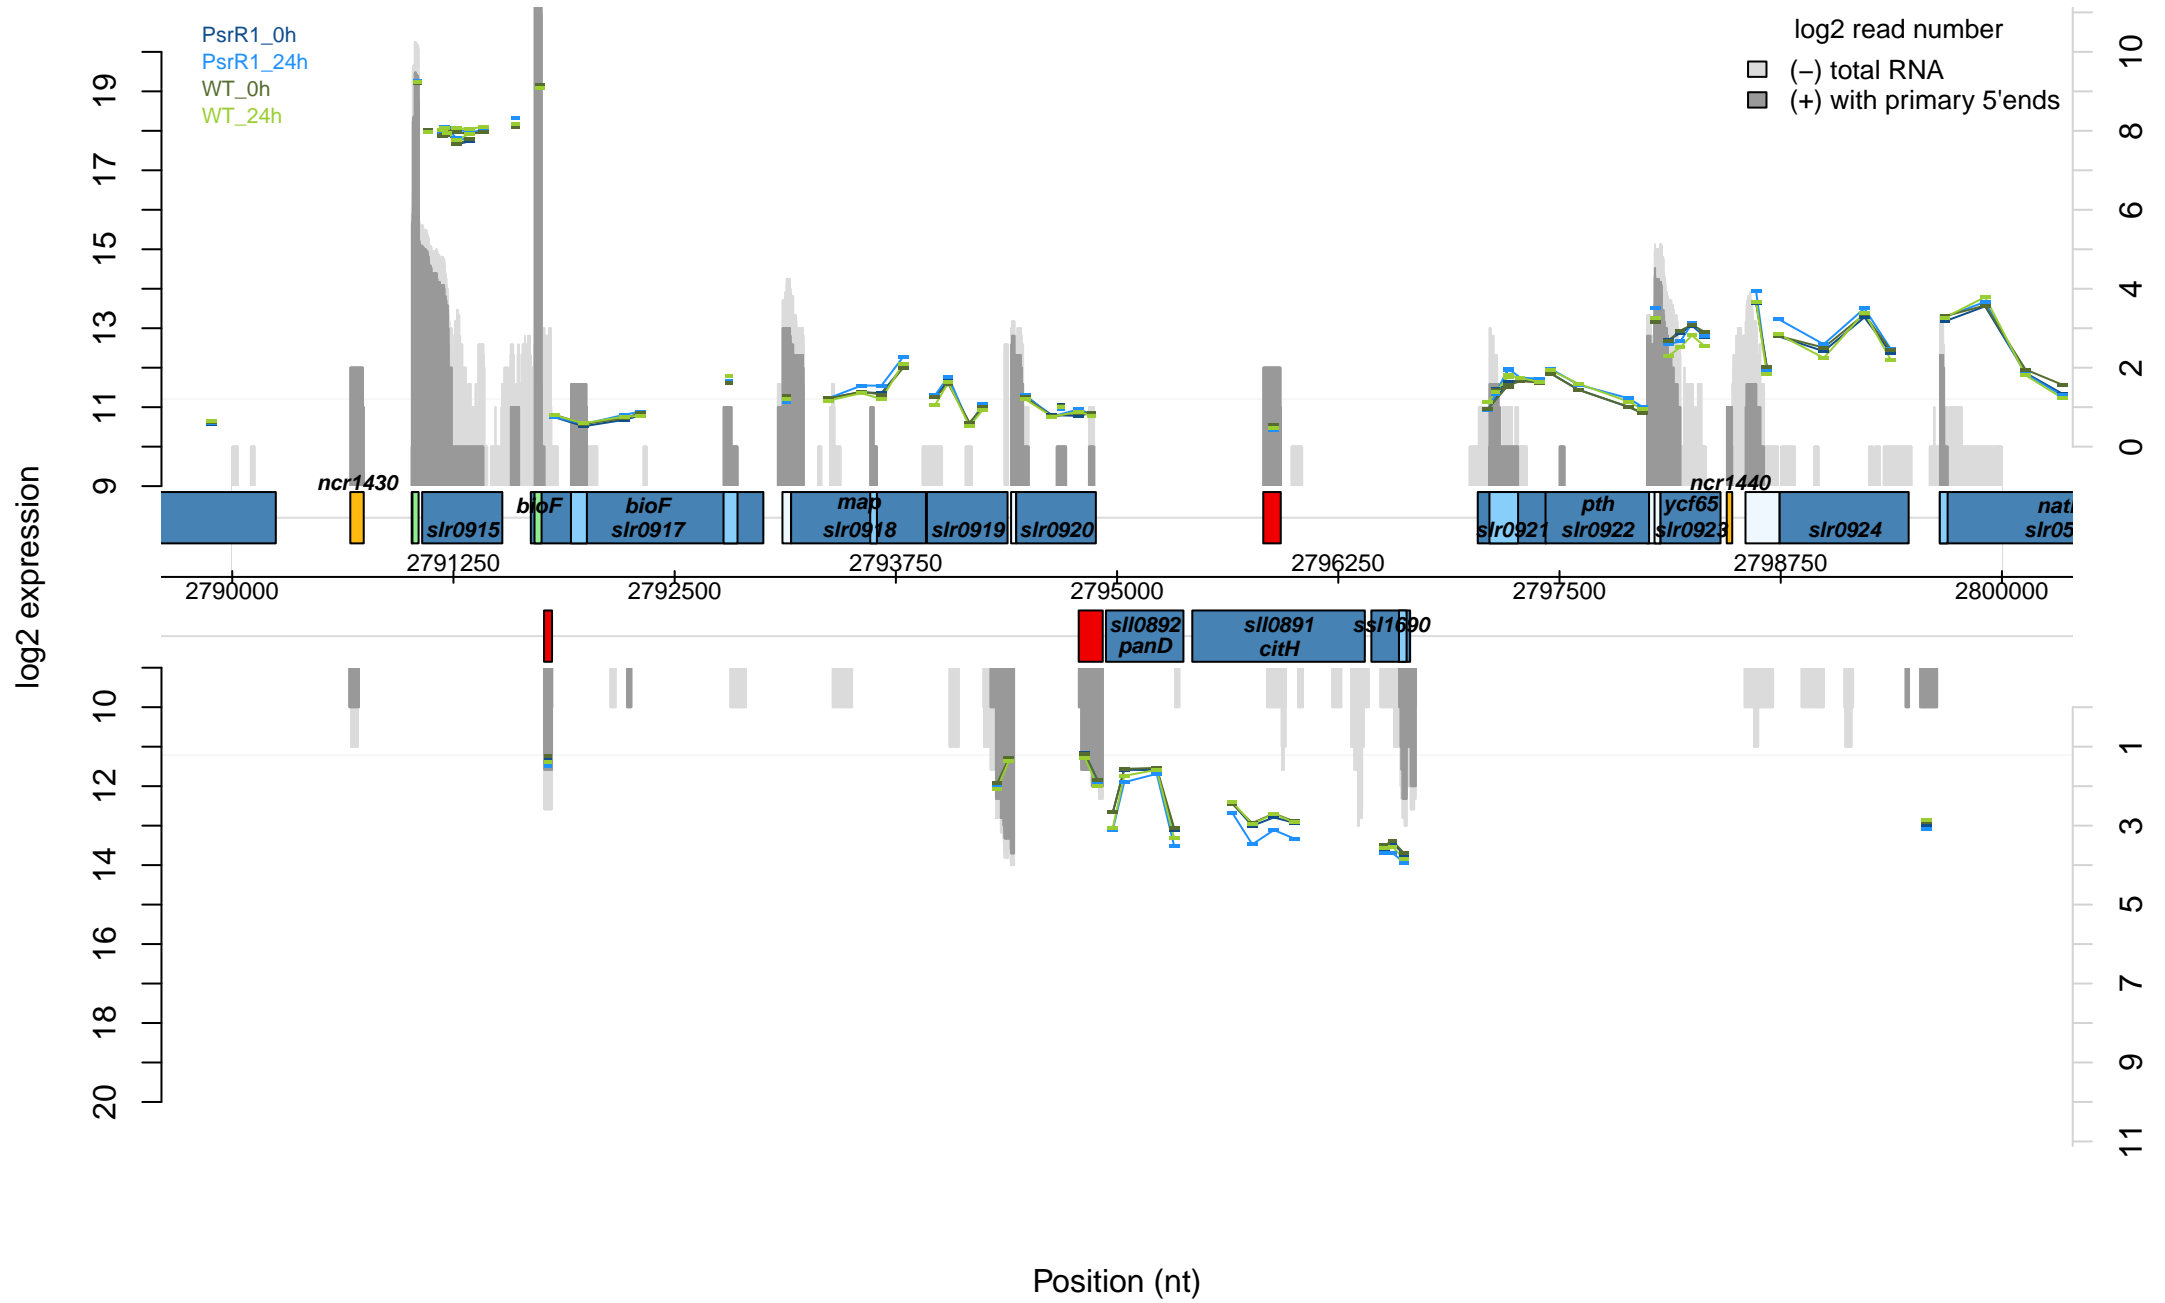 PsrR1_0h
PsrR1_24h
WT_0h
WT_24h
log2 read number
(−) total RNA
(+) with primary 5'ends
19
17
15
13
11
9
10
8
6
4
2
0
log2 expression
ncr1430
slr0915
bioF
bioF
slr0917
map
slr0918
slr0919
slr0920
slr0921
pth
slr0922
ycf65
slr0923
ncr1440
slr0924
nat
slr05
2791250
2793750
2796250
2798750
2790000
2792500
2795000
2797500
2800000
sll0892
panD
sll0891
citH
ssl1690
10
12
14
16
18
20
1
3
5
7
9
11
Position (nt)